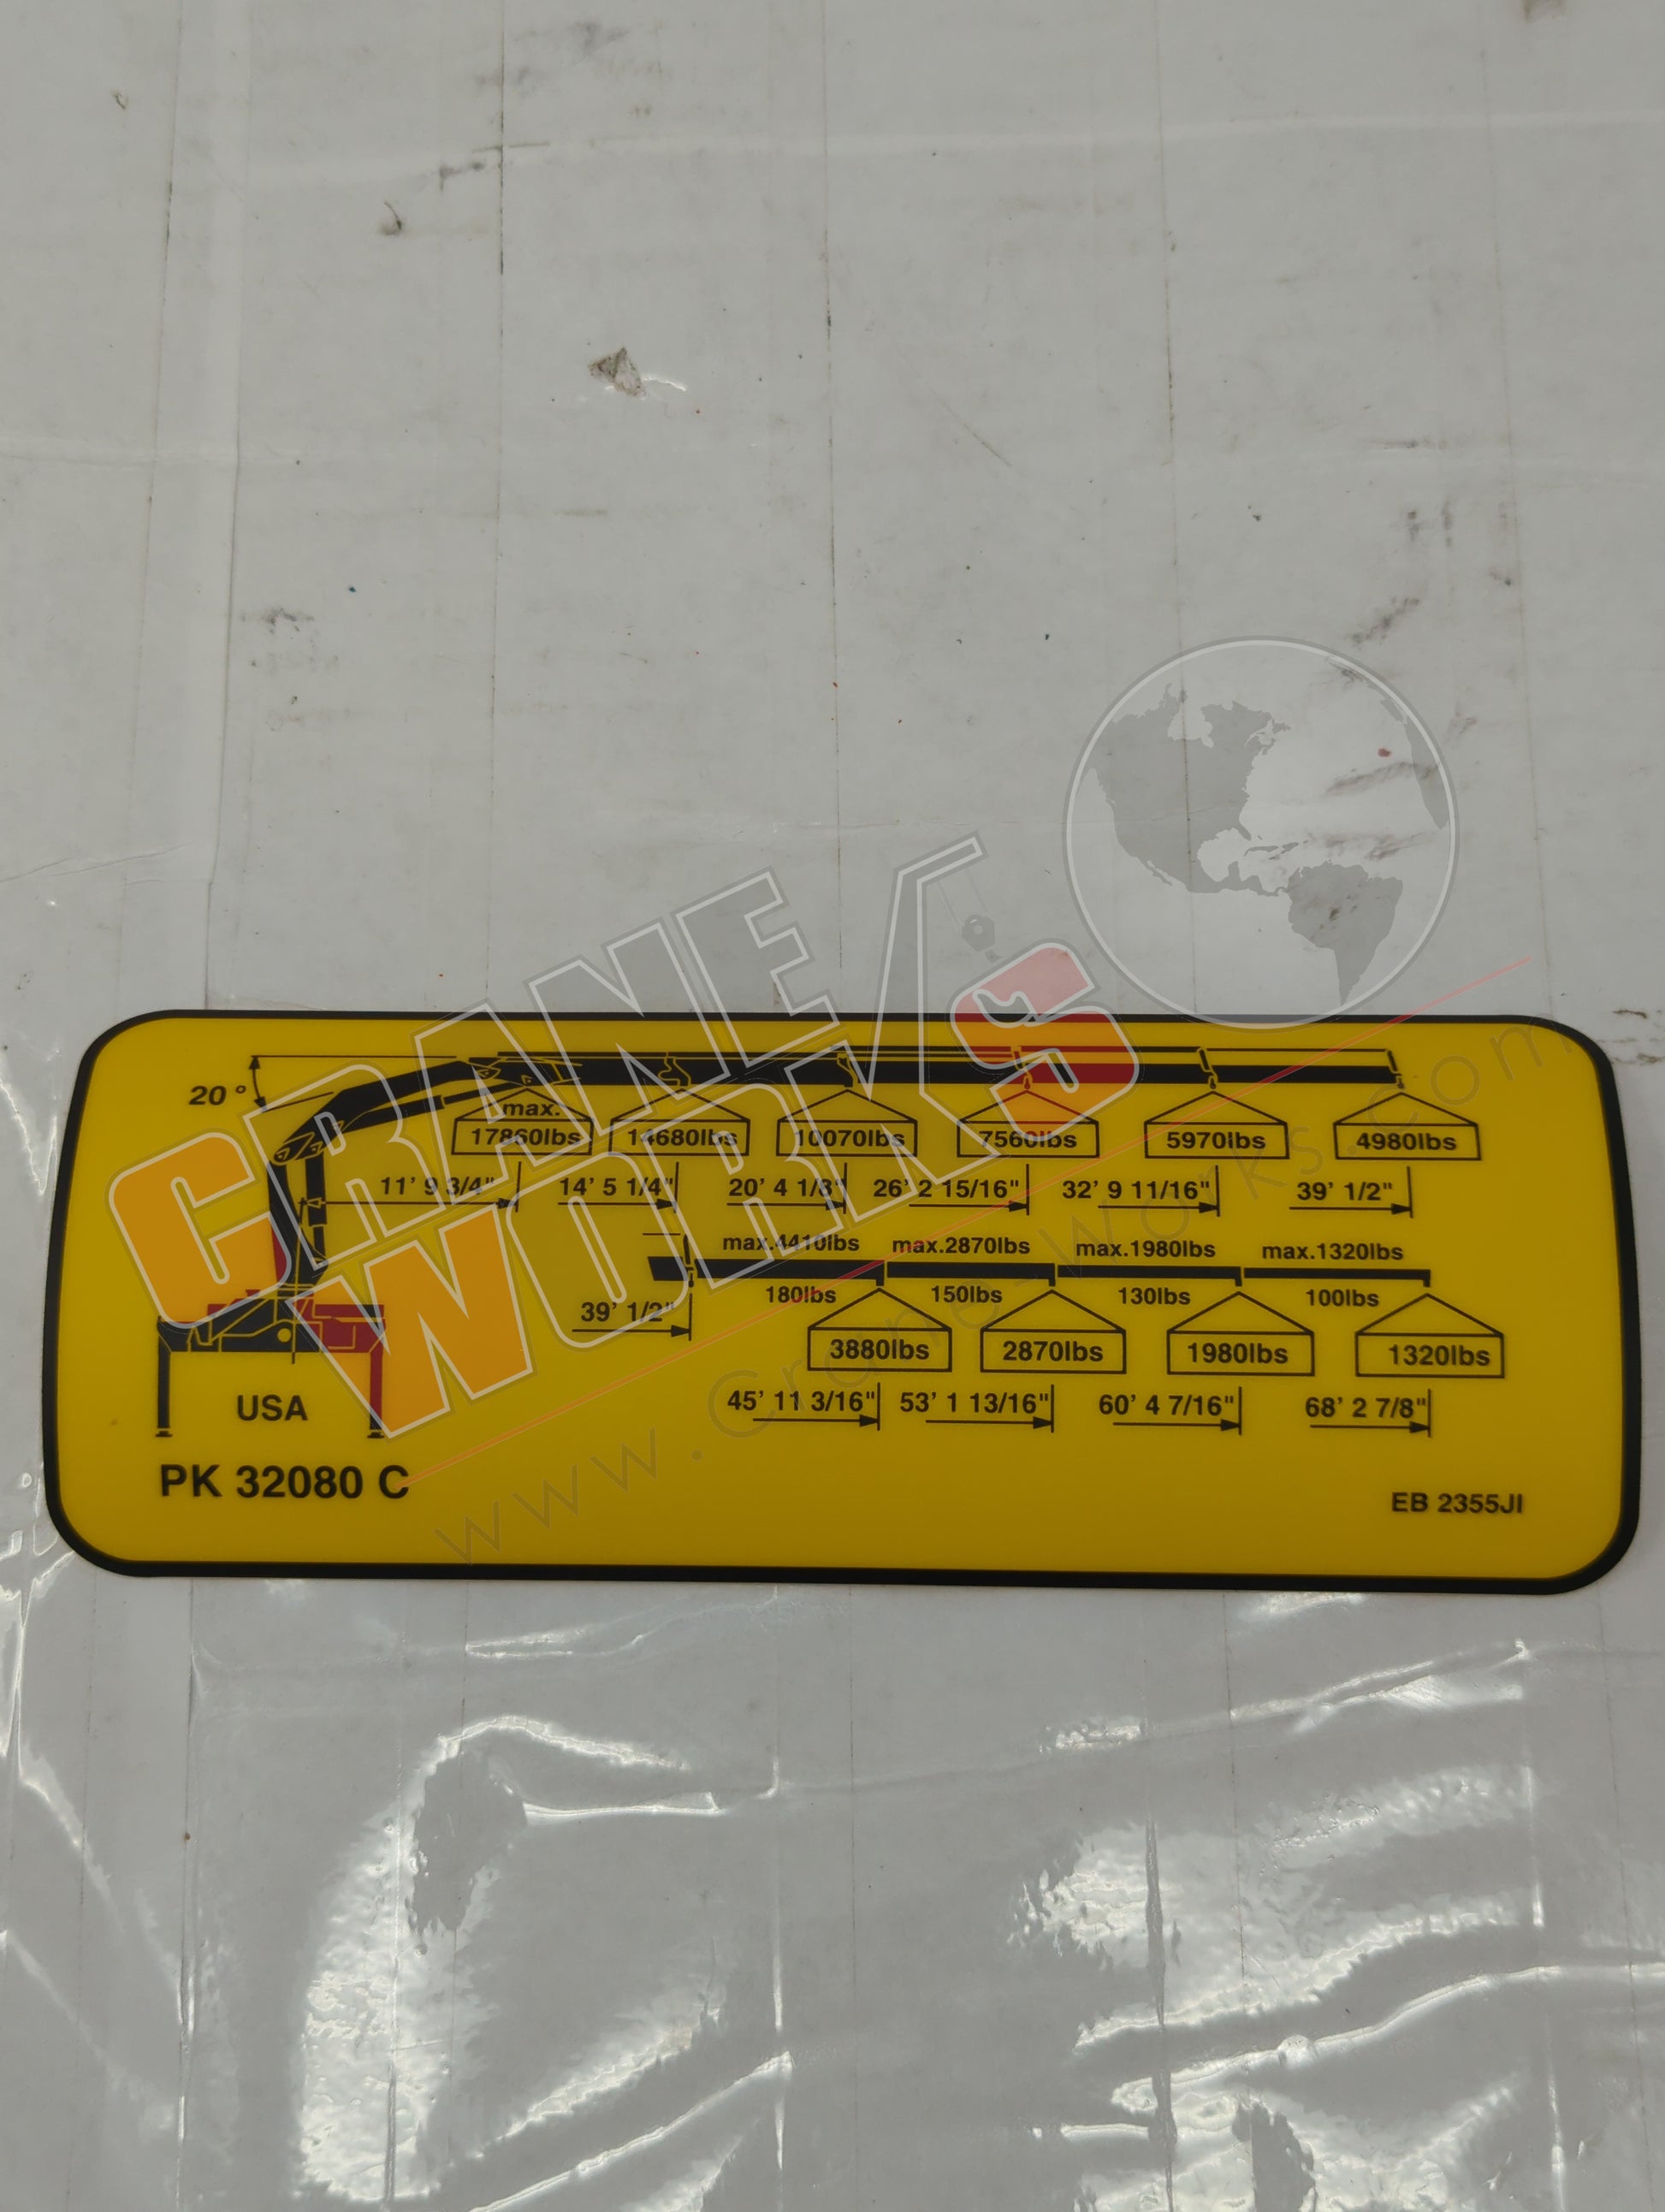 20 °
max.
17860lbs 14680lbs 10070lbs 7560lbs 5970lbs 4980lbs
11' 9 3/4" 14' 5 1/4" 20' 4 1/8" 26' 2 15/16" 32' 9 11/16" 39' 1/2"
max.4410lbs max.2870lbs max.1980lbs max.1320lbs
180lbs 150lbs 130lbs 100lbs
39' 1/2"
3880lbs 2870lbs 1980lbs 1320lbs
45' 11 3/16" 53' 1 13/16" 60' 4 7/16" 68' 2 7/8"
USA
PK 32080 C
EB 2355JI
CRANE
WORKS
www.crane-works.com